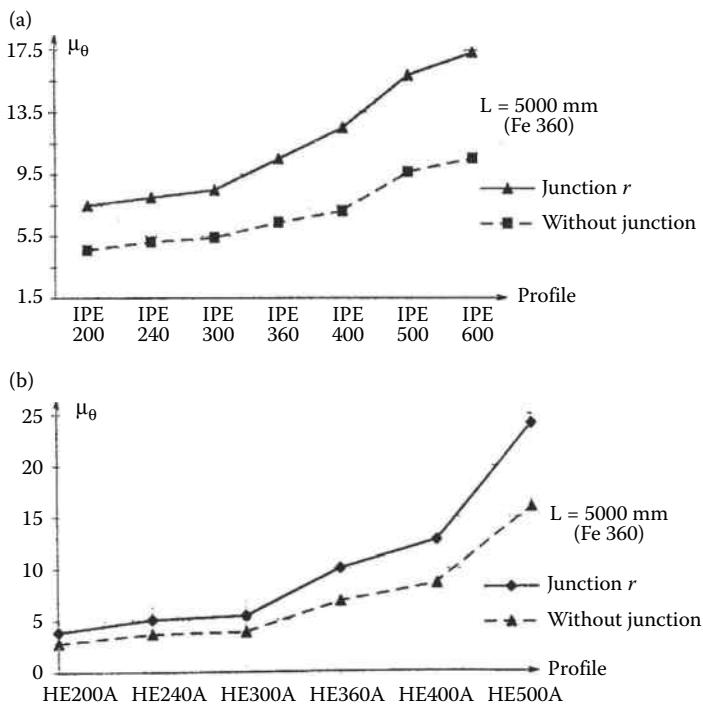 (a)
μθ
17.5
13.5
L = 5000 mm
(Fe 360)
9.5
Junction r
Without junction
5.5
1.5
Profile
IPE 200
IPE 240
IPE 300
IPE 360
IPE 400
IPE 500
IPE 600
(b)
μθ
25
20
15
L = 5000 mm
(Fe 360)
10
Junction r
5
Without junction
0
Profile
HE200A HE240A HE300A HE360A HE400A HE500A